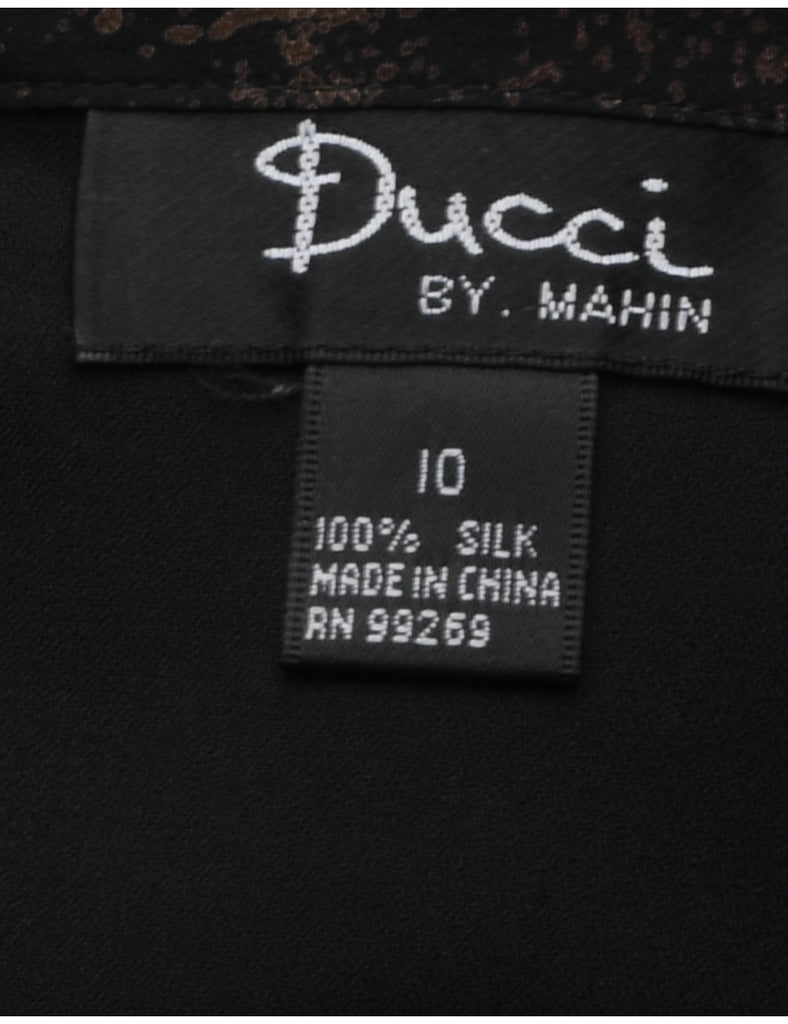 Ducci
BY. MAHIN
10
100% SILK
MADE IN CHINA
RN 99269